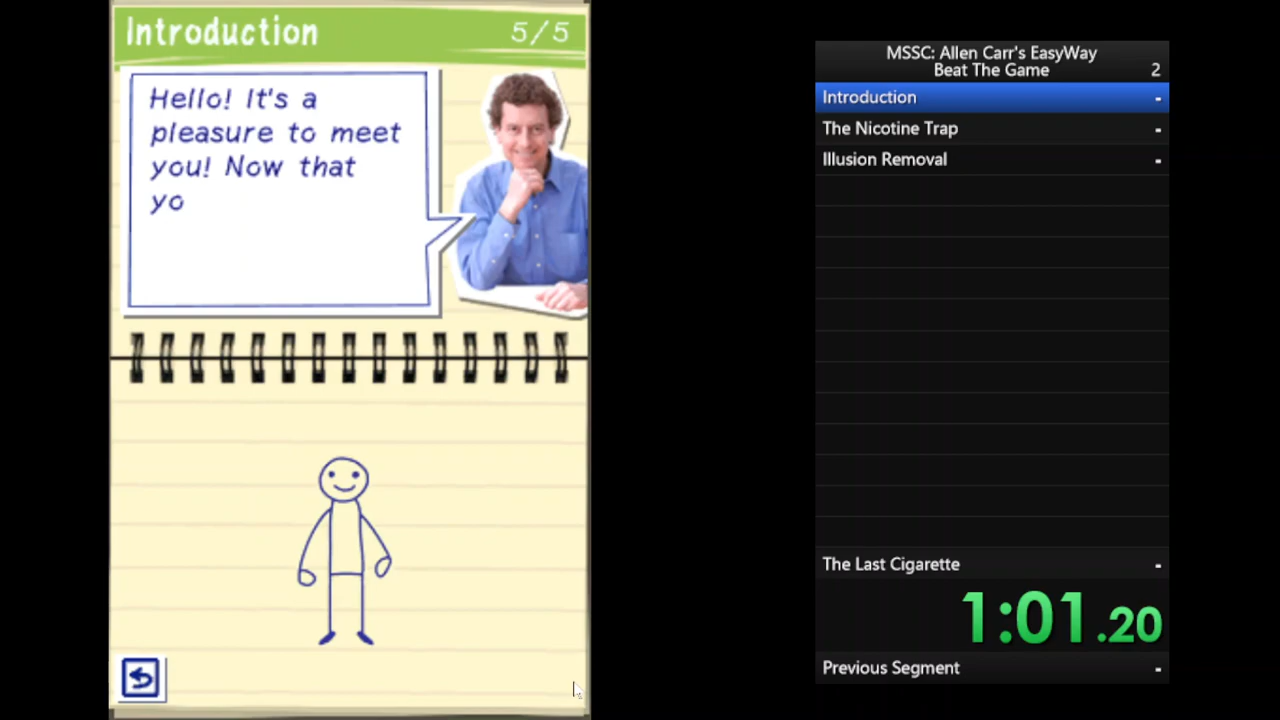 Introduction 5/5
Hello! It's a
pleasure to meet
you! Now that
yo
MSSC: Allen Carr's EasyWay
Beat The Game 2
Introduction -
The Nicotine Trap -
Illusion Removal -
The Last Cigarette -
1:01.20
Previous Segment -